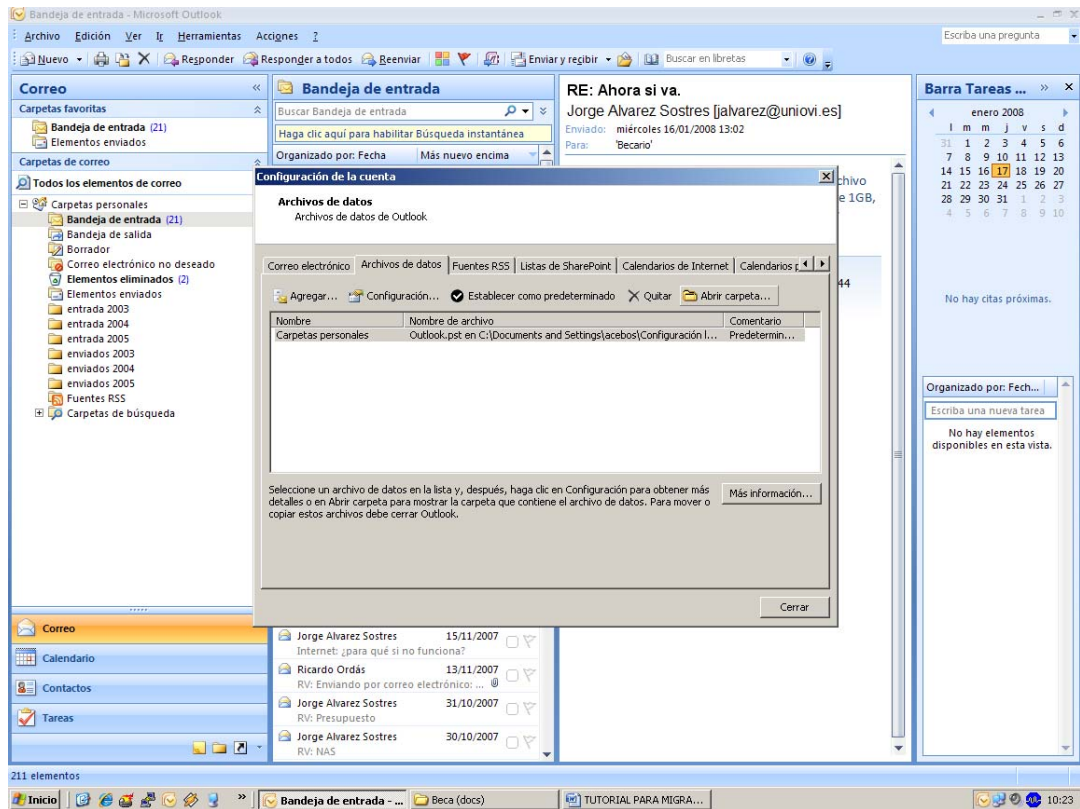 Bandeja de entrada - Microsoft Outlook
Archivo Edición Ver Ir Herramientas Acciones ?
Escriba una pregunta
Nuevo Responder Responder a todos Reenviar Enviar y recibir Buscar en libretas
Correo
Carpetas favoritas
Bandeja de entrada (21)
Elementos enviados
Carpetas de correo
Todos los elementos de correo
Carpetas personales
Bandeja de entrada (21)
Bandeja de salida
Borrador
Correo electrónico no deseado
Elementos eliminados (2)
Elementos enviados
entrada 2003
entrada 2004
entrada 2005
enviados 2003
enviados 2004
enviados 2005
Fuentes RSS
Carpetas de búsqueda
Correo
Calendario
Contactos
Tareas
Bandeja de entrada
Buscar Bandeja de entrada
Haga clic aquí para habilitar Búsqueda instantánea
Organizado por: Fecha Más nuevo encima
RE: Ahora si va.
Jorge Alvarez Sostres [jalvarez@uniovi.es]
Enviado: miércoles 16/01/2008 13:02
Para: 'Becario'
chivo
e 1GB,
44
Configuración de la cuenta
Archivos de datos
Archivos de datos de Outlook
Correo electrónico Archivos de datos Fuentes RSS Listas de SharePoint Calendarios de Internet Calendarios p
Agregar... Configuración... Establecer como predeterminado Quitar Abrir carpeta...
Nombre Nombre de archivo Comentario
Carpetas personales Outlook.pst en C:\Documents and Settings\acebos\Configuración l... Predetermin...
Seleccione un archivo de datos en la lista y, después, haga clic en Configuración para obtener más
detalles o en Abrir carpeta para mostrar la carpeta que contiene el archivo de datos. Para mover o
copiar estos archivos debe cerrar Outlook.
Más información...
Cerrar
Jorge Alvarez Sostres 15/11/2007
Internet: ¿para qué si no funciona?
Ricardo Ordás 13/11/2007
RV: Enviando por correo electrónico: ...
Jorge Alvarez Sostres 31/10/2007
RV: Presupuesto
Jorge Alvarez Sostres 30/10/2007
RV: NAS
Barra Tareas ...
enero 2008
l m m j v s d
31 1 2 3 4 5 6
7 8 9 10 11 12 13
14 15 16 17 18 19 20
21 22 23 24 25 26 27
28 29 30 31 1 2 3
4 5 6 7 8 9 10
No hay citas próximas.
Organizado por: Fech...
Escriba una nueva tarea
No hay elementos
disponibles en esta vista.
211 elementos
Inicio Bandeja de entrada - ... Beca (docs) TUTORIAL PARA MIGRA... 10:23